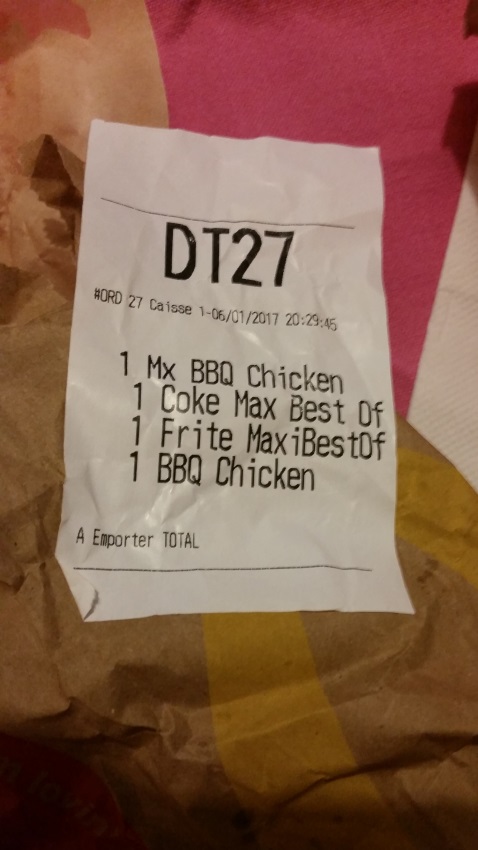 DT27
#ORD 27 Caisse 1-06/01/2017 20:29:45
1 Mx BBQ Chicken
1 Coke Max Best Of
1 Frite MaxiBestOf
1 BBQ Chicken
A Emporter TOTAL
lovin'